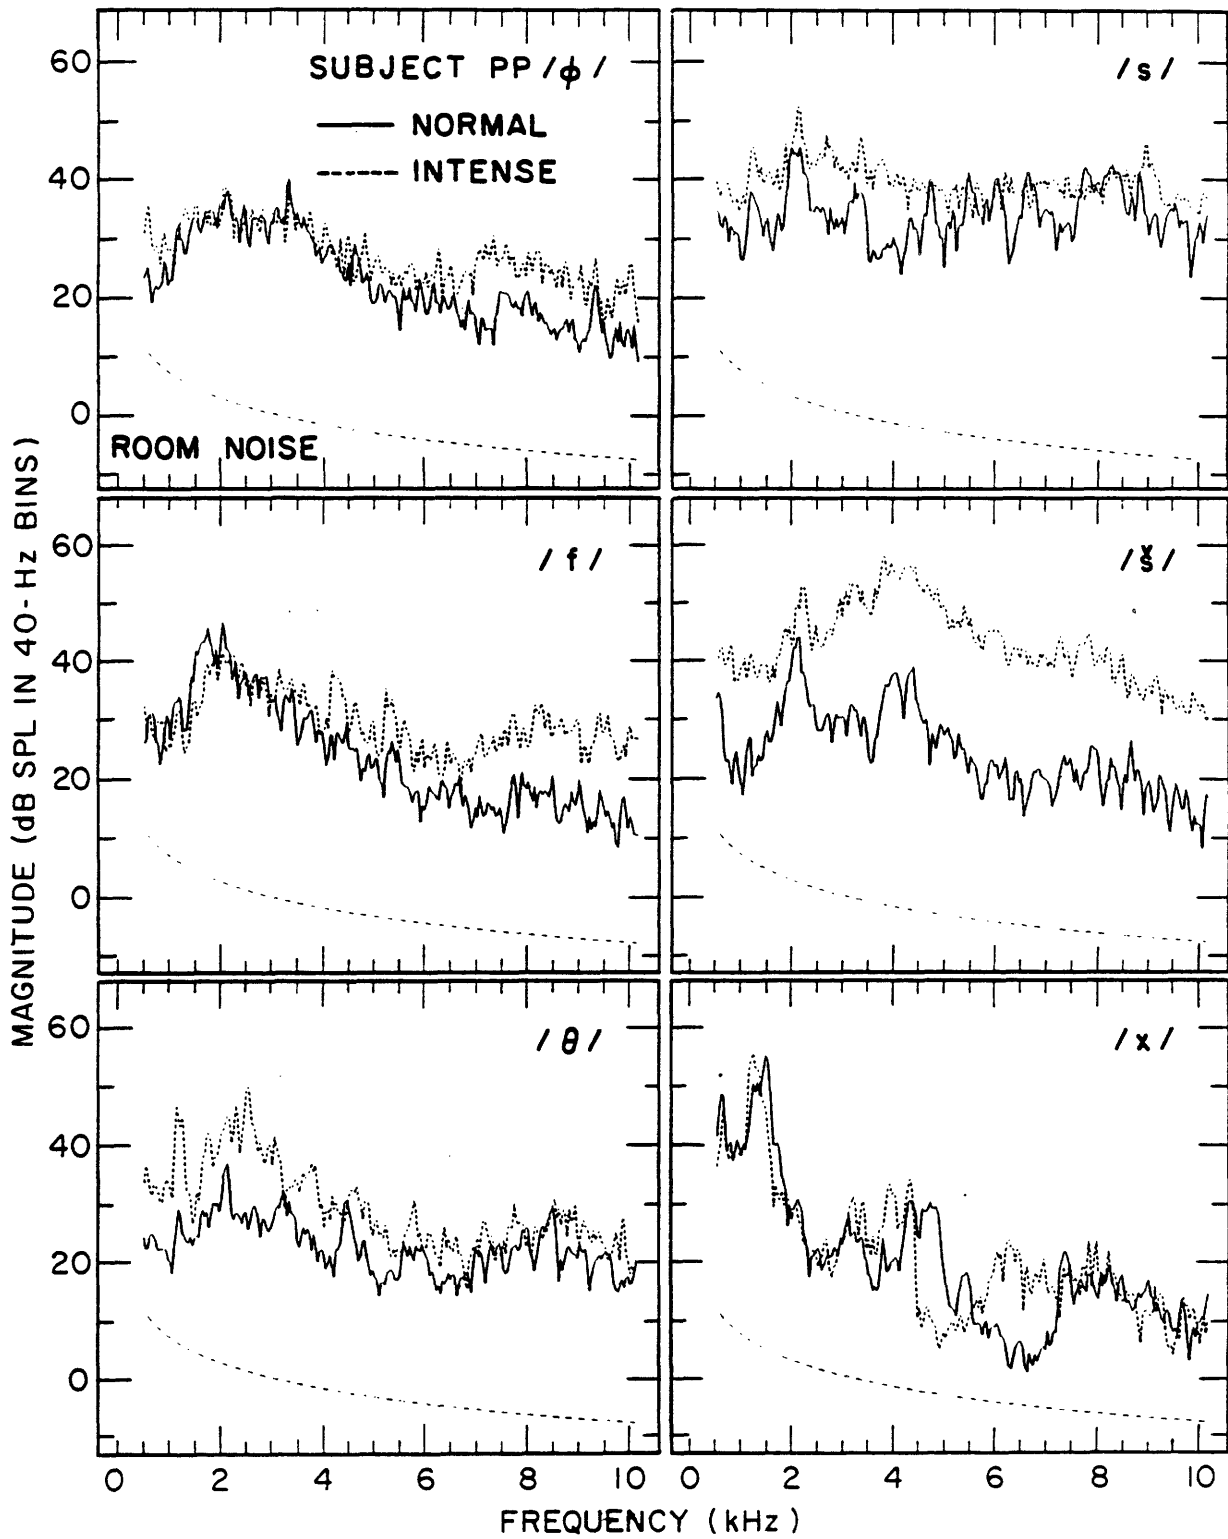 60
SUBJECT PP /ɸ/
NORMAL
40
INTENSE
20
0
ROOM NOISE
/s/
60
/f/
40
20
0
/š/
60
/θ/
40
20
0
/x/
0 2 4 6 8 10
0 2 4 6 8 10
FREQUENCY (kHz)
MAGNITUDE (dB SPL IN 40-Hz BINS)